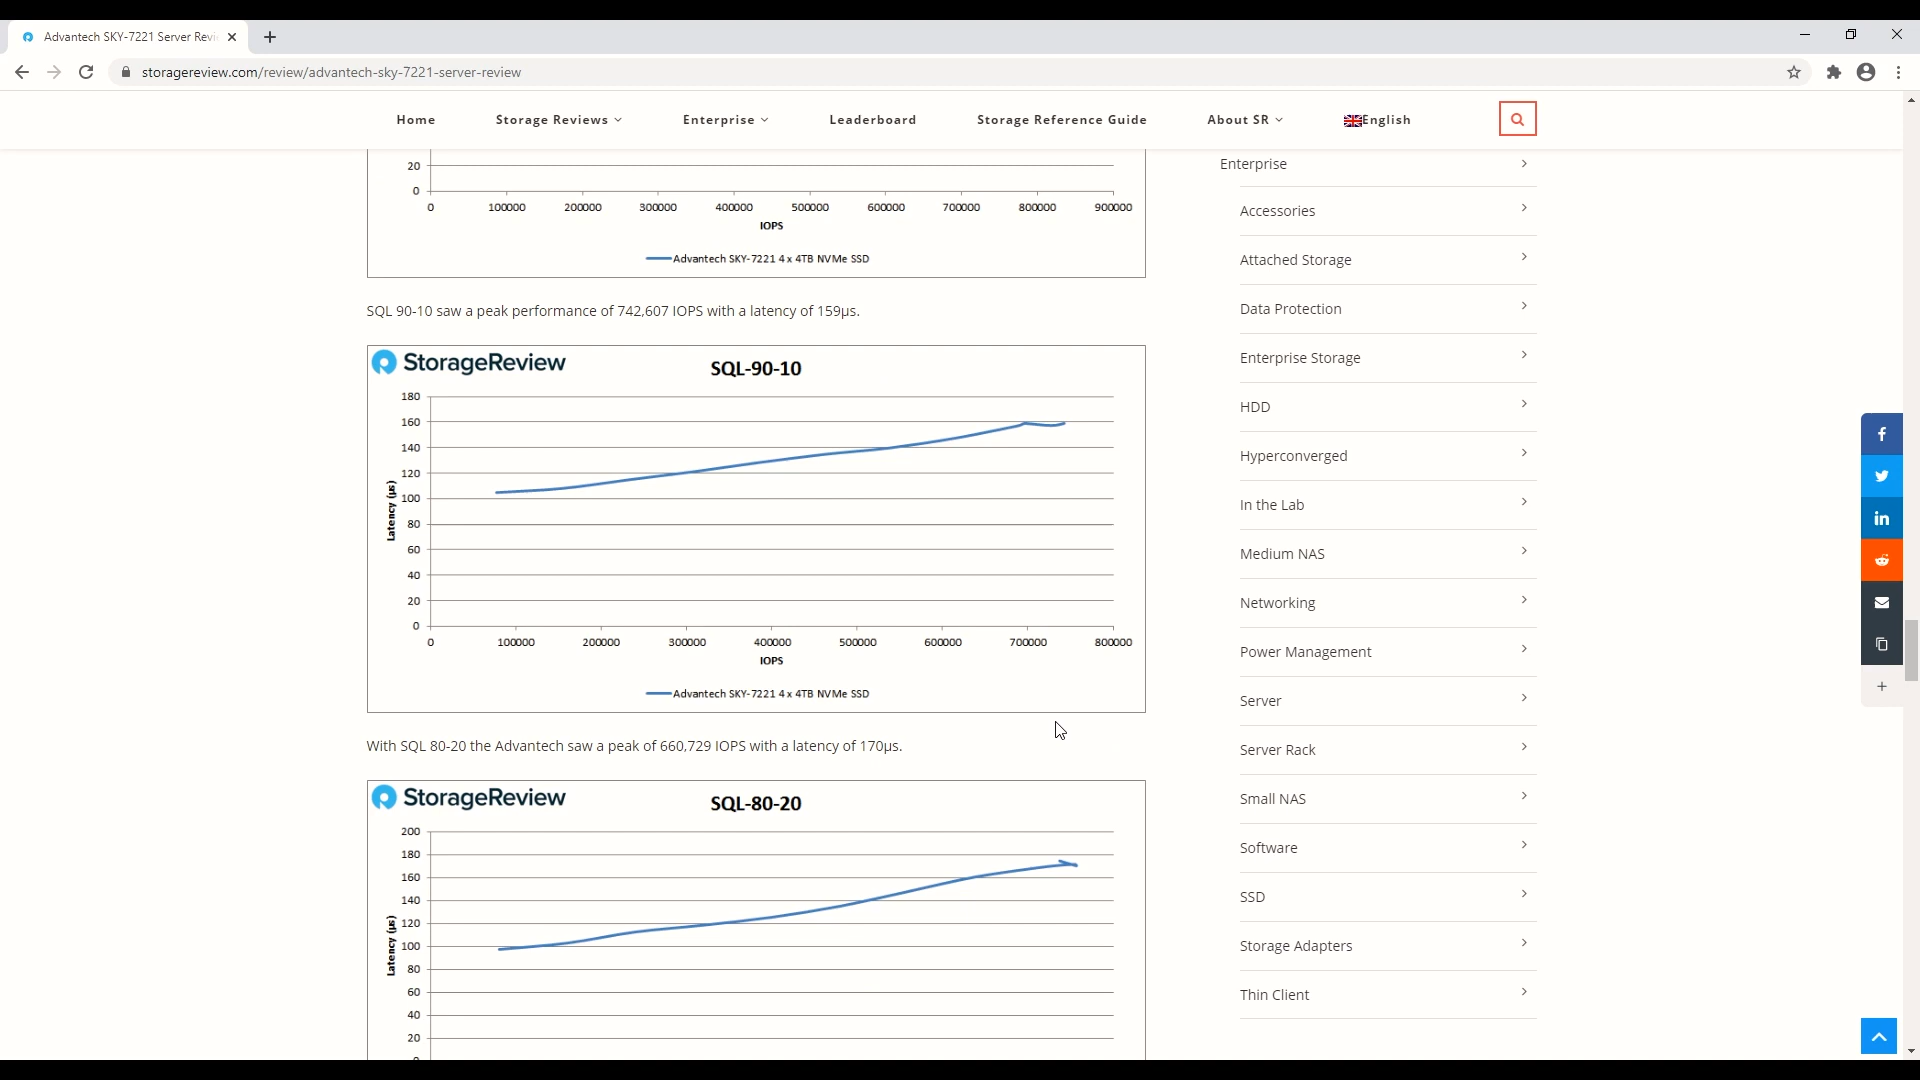 Advantech SKY-7221 Server Revi
storagereview.com/review/advantech-sky-7221-server-review
Home Storage Reviews Enterprise Leaderboard Storage Reference Guide About SR English
20
0
0 100000 200000 300000 400000 500000 600000 700000 800000 900000
IOPS
Advantech SKY-7221 4 x 4TB NVMe SSD
SQL 90-10 saw a peak performance of 742,607 IOPS with a latency of 159µs.
StorageReview
SQL-90-10
180
160
140
120
100
80
60
40
20
0
Latency (µs)
0 100000 200000 300000 400000 500000 600000 700000 800000
IOPS
Advantech SKY-7221 4 x 4TB NVMe SSD
With SQL 80-20 the Advantech saw a peak of 660,729 IOPS with a latency of 170µs.
StorageReview
SQL-80-20
200
180
160
140
120
100
80
60
40
20
Latency (µs)
Enterprise
Accessories
Attached Storage
Data Protection
Enterprise Storage
HDD
Hyperconverged
In the Lab
Medium NAS
Networking
Power Management
Server
Server Rack
Small NAS
Software
SSD
Storage Adapters
Thin Client